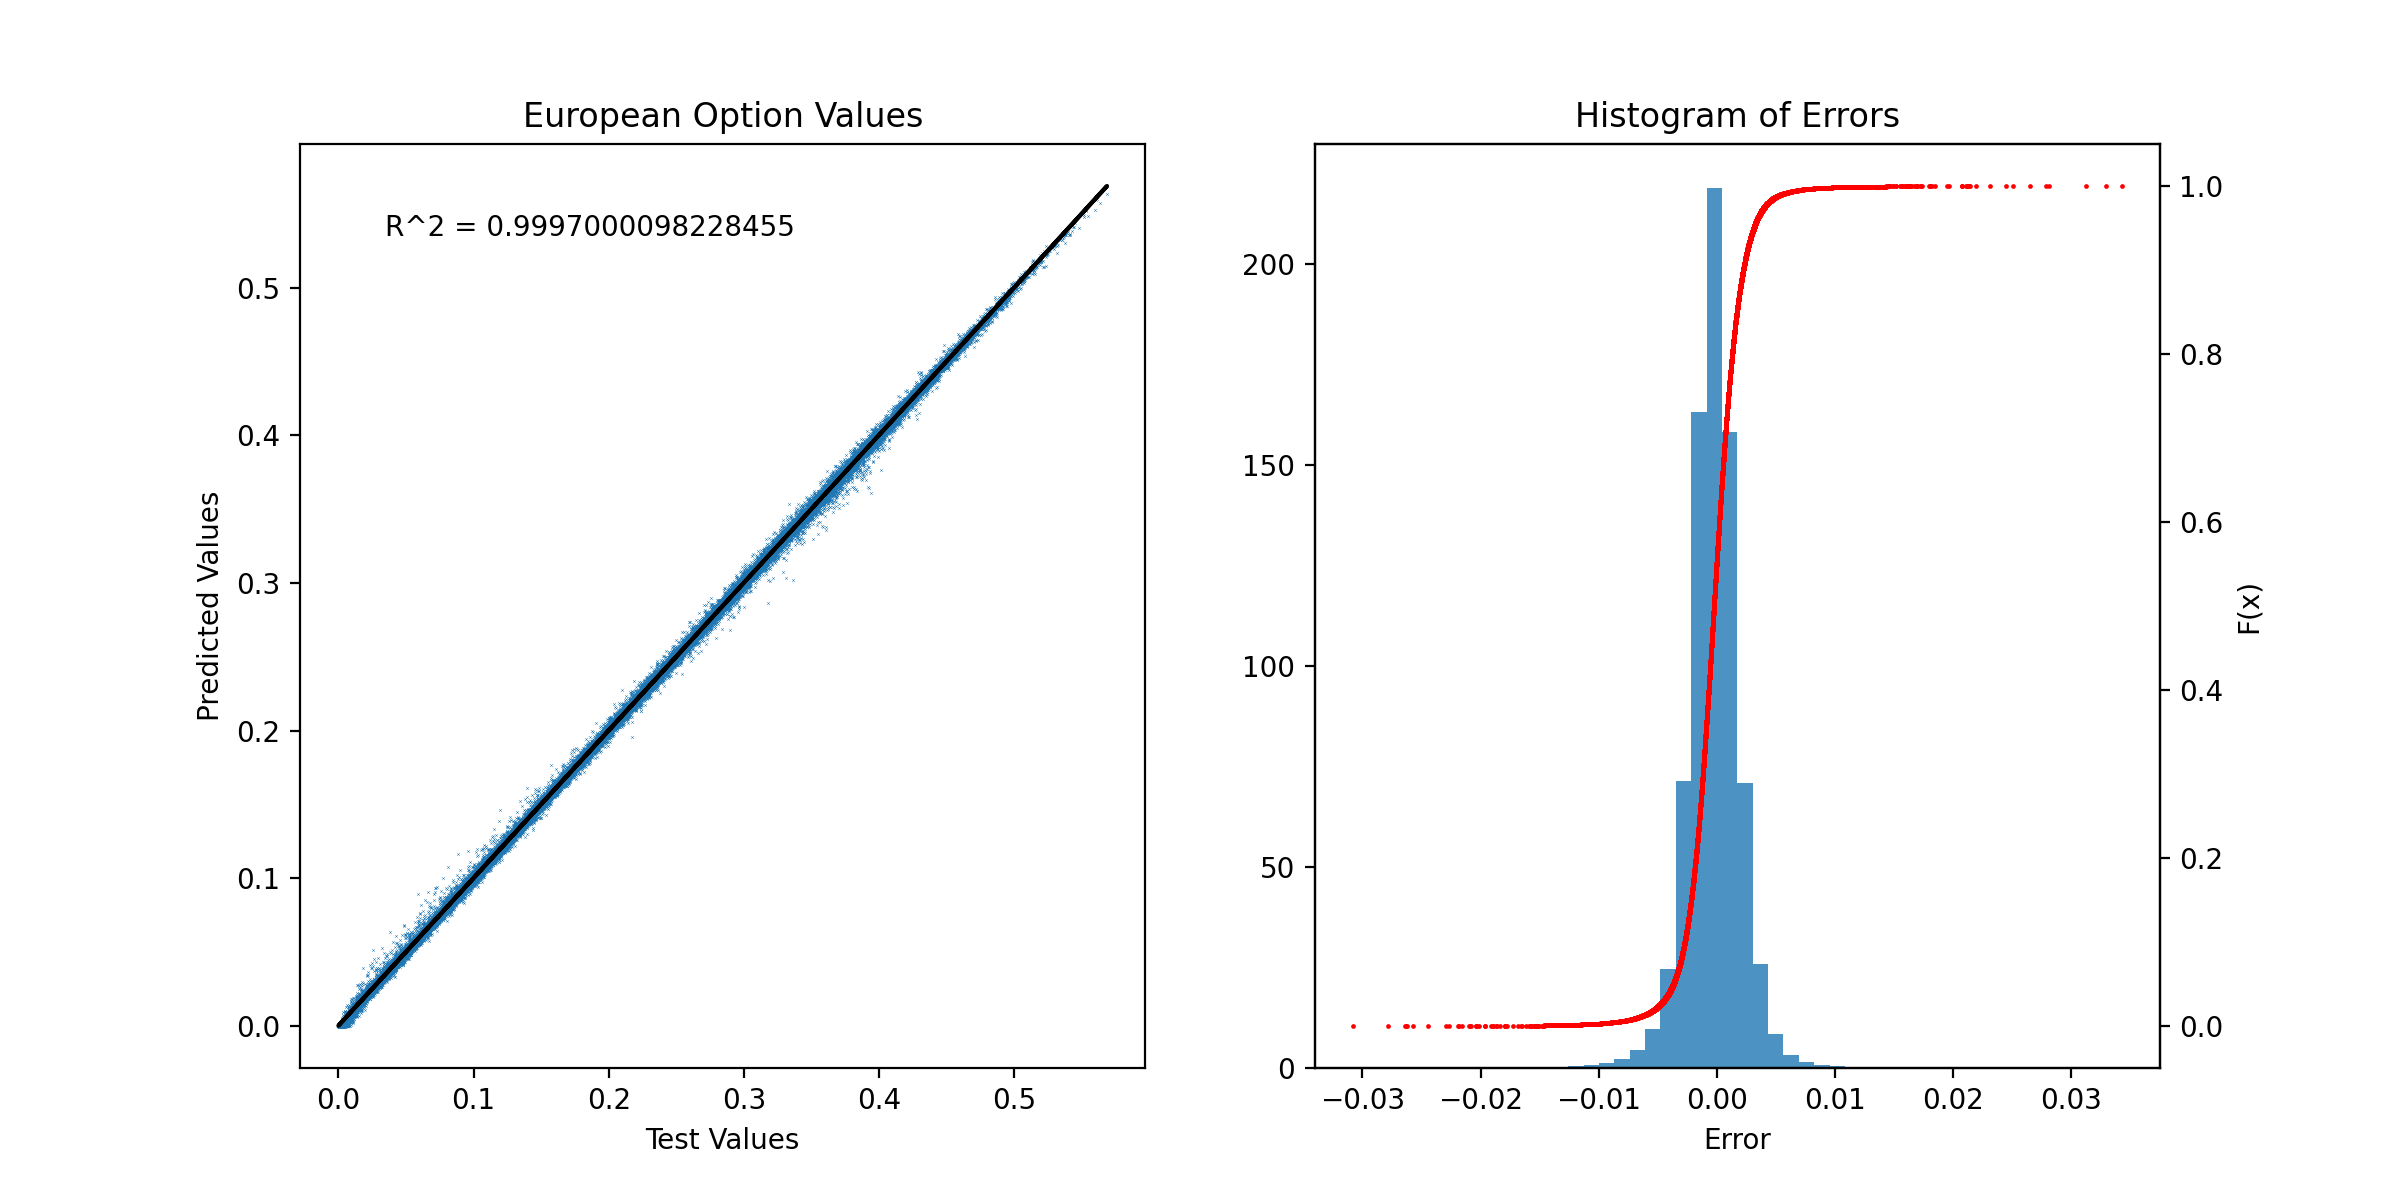 European Option Values
R^2 = 0.9997000098228455
Predicted Values
0.5
0.4
0.3
0.2
0.1
0.0
0.0 0.1 0.2 0.3 0.4 0.5
Test Values
Histogram of Errors
200
150
100
50
0
−0.03 −0.02 −0.01 0.00 0.01 0.02 0.03
Error
1.0
0.8
0.6
0.4
0.2
0.0
F(x)